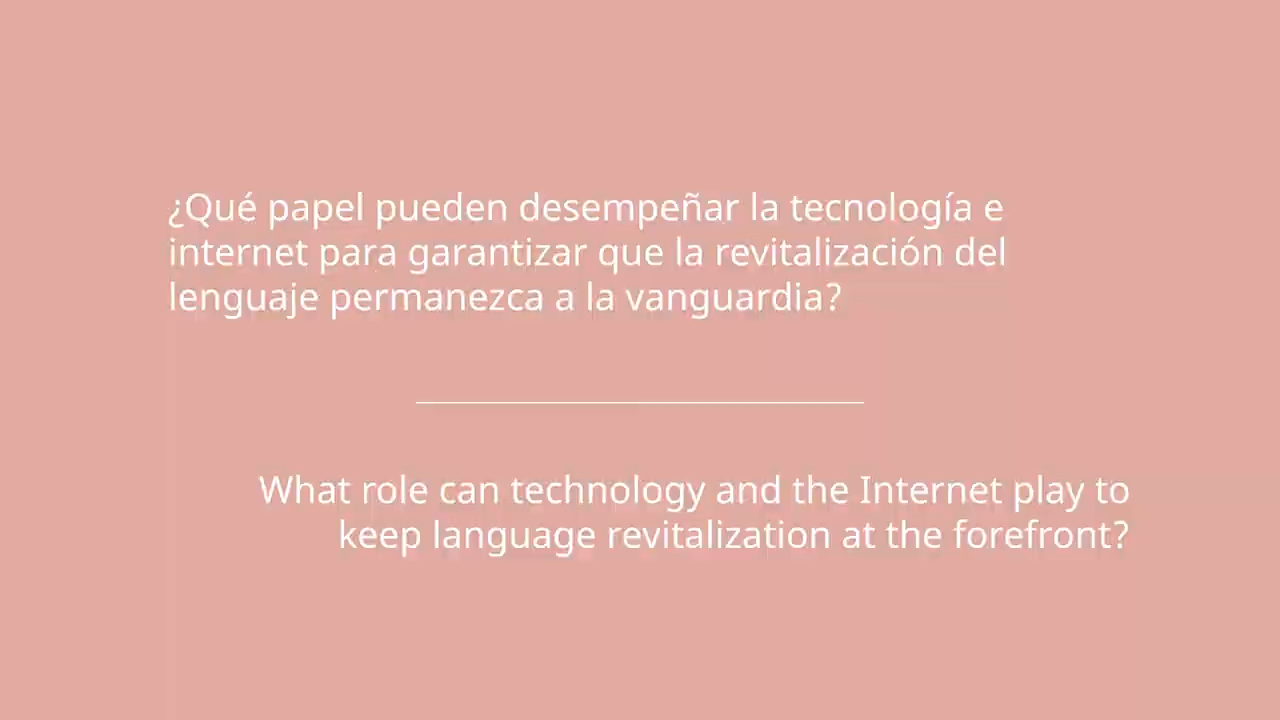 ¿Qué papel pueden desempeñar la tecnología e
internet para garantizar que la revitalización del
lenguaje permanezca a la vanguardia?
What role can technology and the Internet play to
keep language revitalization at the forefront?